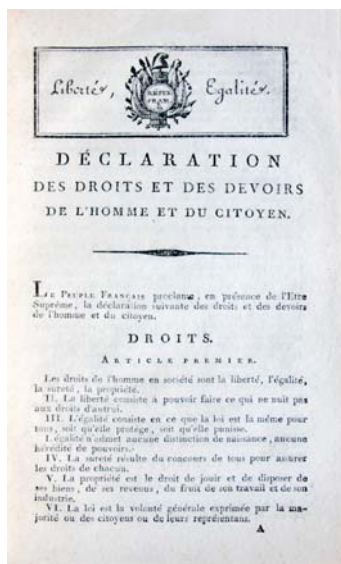 Liberté, Egalité.
RÉPUB.
FRANÇ.
DÉCLARATION
DES DROITS ET DES DEVOIRS
DE L'HOMME ET DU CITOYEN.
LE PEUPLE FRANÇAIS proclame, en présence de l'Etre
Suprême, la déclaration suivante des droits et des devoirs
de l'homme et du citoyen.
DROITS.
ARTICLE PREMIER.
Les droits de l'homme en société sont la liberté, l'égalité,
la sureté, la propriété.
II. La liberté consiste à pouvoir faire ce qui ne nuit pas
aux droits d'autrui.
III. L'égalité consiste en ce que la loi est la même pour
tous, soit qu'elle protége, soit qu'elle punisse.
L'égalité n'admet aucune distinction de naissance, aucune
hérédité de pouvoirs.
IV. La sureté résulte du concours de tous pour assurer
les droits de chacun.
V. La propriété est le droit de jouir et de disposer de
ses biens, de ses revenus, du fruit de son travail et de son
industrie.
VI. La loi est la volonté générale exprimée par la ma-
jorité ou des citoyens ou de leurs représentans.
A